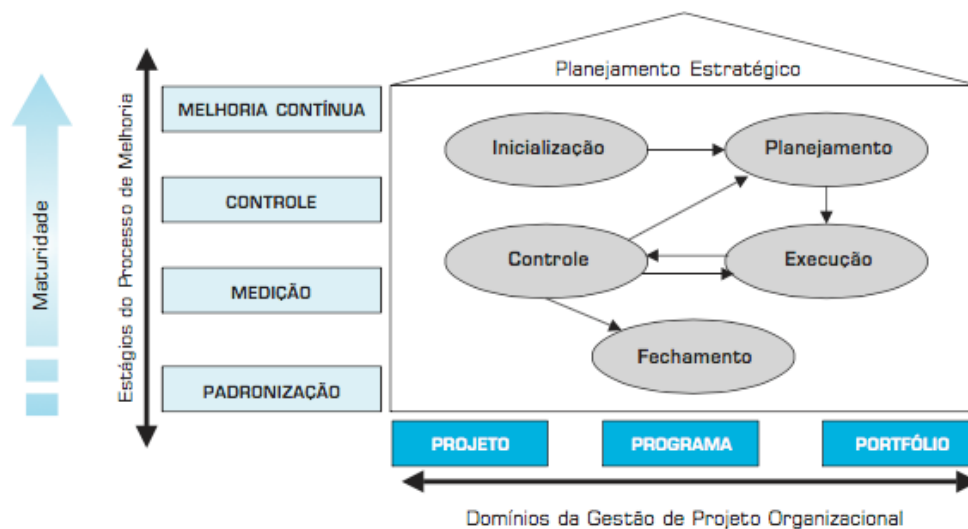 Planejamento Estratégico
Maturidade
Estágios do Processo de Melhoria
MELHORIA CONTÍNUA
CONTROLE
MEDIÇÃO
PADRONIZAÇÃO
Inicialização
Planejamento
Controle
Execução
Fechamento
PROJETO
PROGRAMA
PORTFÓLIO
Domínios da Gestão de Projeto Organizacional